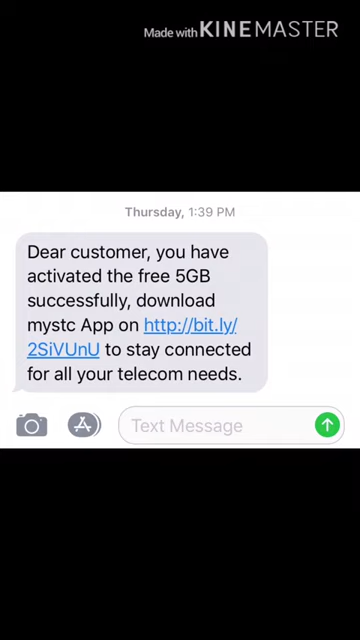 Made with KINEMASTER
Thursday, 1:39 PM
Dear customer, you have
activated the free 5GB
successfully, download
mystc App on http://bit.ly/
2SiVUnU to stay connected
for all your telecom needs.
Text Message